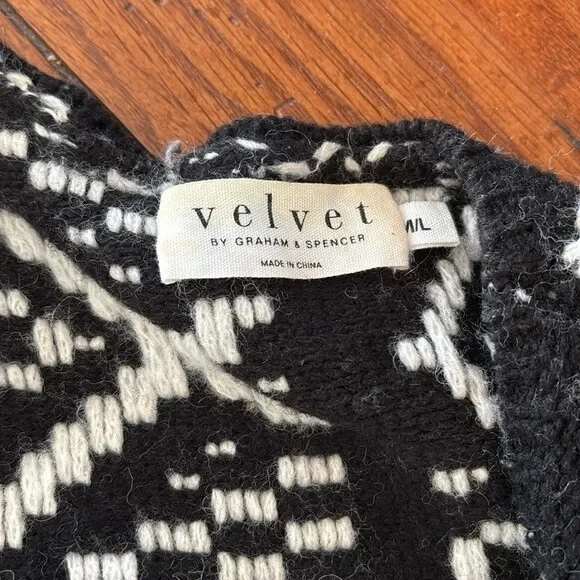 velvet
BY GRAHAM & SPENCER
MADE IN CHINA
M/L